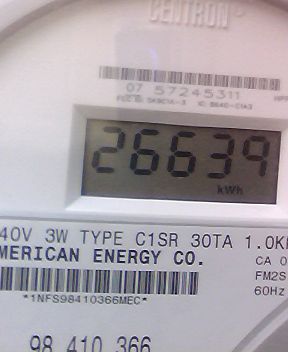 CENTRON
07 57245311
26639
kWh
40V 3W TYPE C1SR 30TA 1.0K
MERICAN ENERGY CO.
CA 0
FM2S
60Hz
*1NFS98410366MEC*
98 410 366